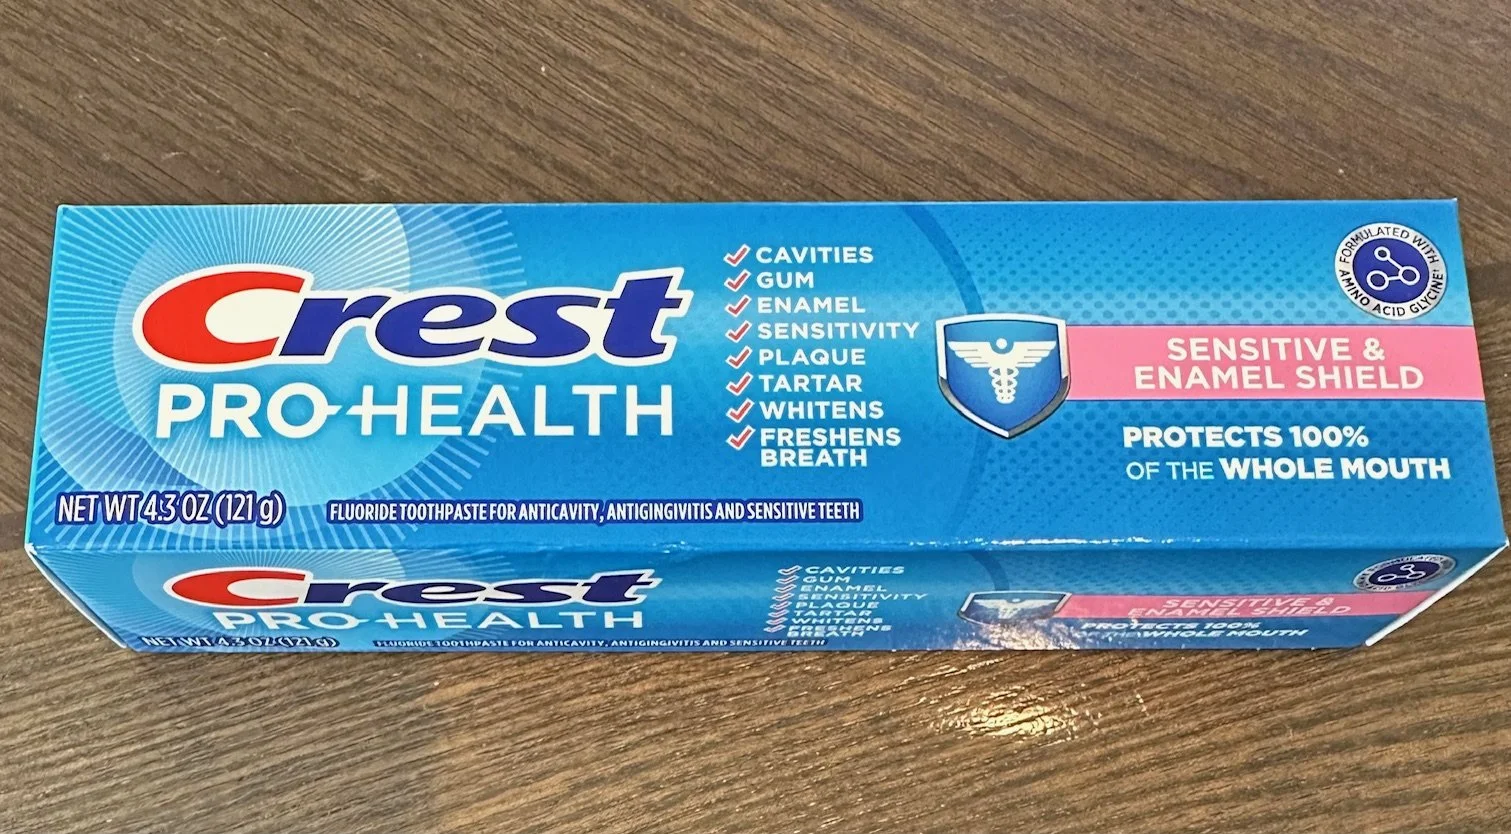 Crest
PRO-HEALTH
CAVITIES
GUM
ENAMEL
SENSITIVITY
PLAQUE
TARTAR
WHITENS
FRESHENS
BREATH
FORMULATED WITH
AMINO ACID GLYCINE†
SENSITIVE &
ENAMEL SHIELD
PROTECTS 100%
OF THE WHOLE MOUTH
NET WT 4.3 OZ (121 g)
FLUORIDE TOOTHPASTE FOR ANTICAVITY, ANTIGINGIVITIS AND SENSITIVE TEETH
Crest
PRO-HEALTH
CAVITIES
GUM
ENAMEL
SENSITIVITY
PLAQUE
TARTAR
WHITENS
FRESHENS
BREATH
SENSITIVE &
ENAMEL SHIELD
PROTECTS 100%
OF THE WHOLE MOUTH
NET WT 4.3 OZ (121 g)
FLUORIDE TOOTHPASTE FOR ANTICAVITY, ANTIGINGIVITIS AND SENSITIVE TEETH